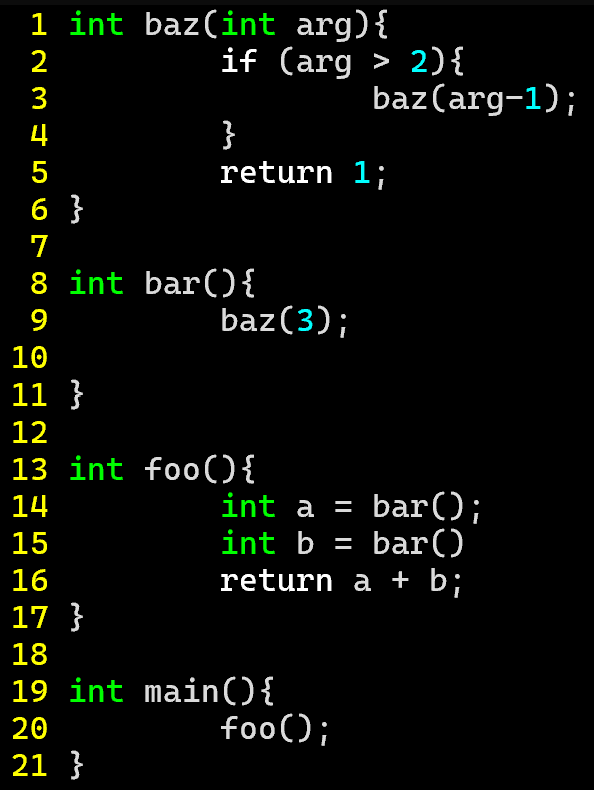 1 int baz(int arg){
2         if (arg > 2){
3                 baz(arg-1);
4         }
5         return 1;
6 }
7
8 int bar(){
9         baz(3);
10
11 }
12
13 int foo(){
14         int a = bar();
15         int b = bar()
16         return a + b;
17 }
18
19 int main(){
20         foo();
21 }